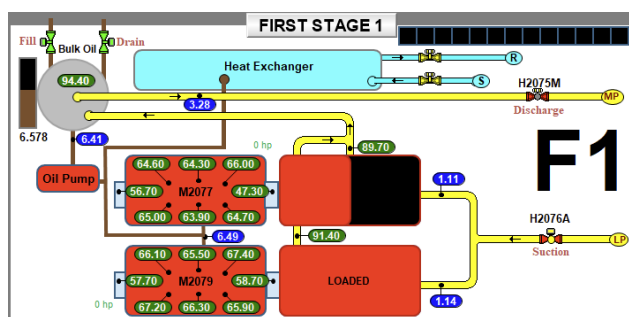 FIRST STAGE 1
Fill
Drain
Bulk Oil
94.40
Heat Exchanger
R
S
H2075M
MP
Discharge
3.28
6.578
6.41
Oil Pump
0 hp
64.60 64.30 66.00
56.70 M2077 47.30
65.00 63.90 64.70
89.70
1.11
F1
H2076A
LP
Suction
6.49
91.40
66.10 65.50 67.40
57.70 M2079 58.70
67.20 66.30 65.90
0 hp
LOADED
1.14